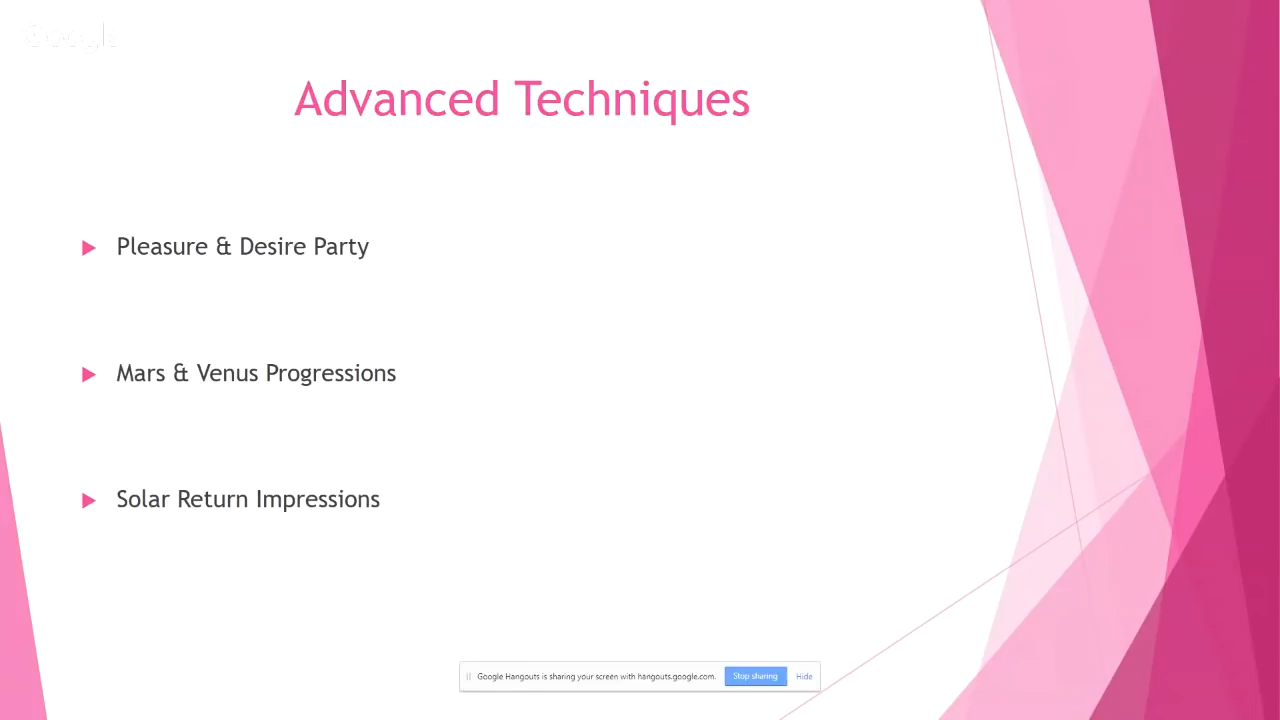 Google
Advanced Techniques
Pleasure & Desire Party
Mars & Venus Progressions
Solar Return Impressions
Google Hangouts is sharing your screen with hangouts.google.com.
Stop sharing
Hide